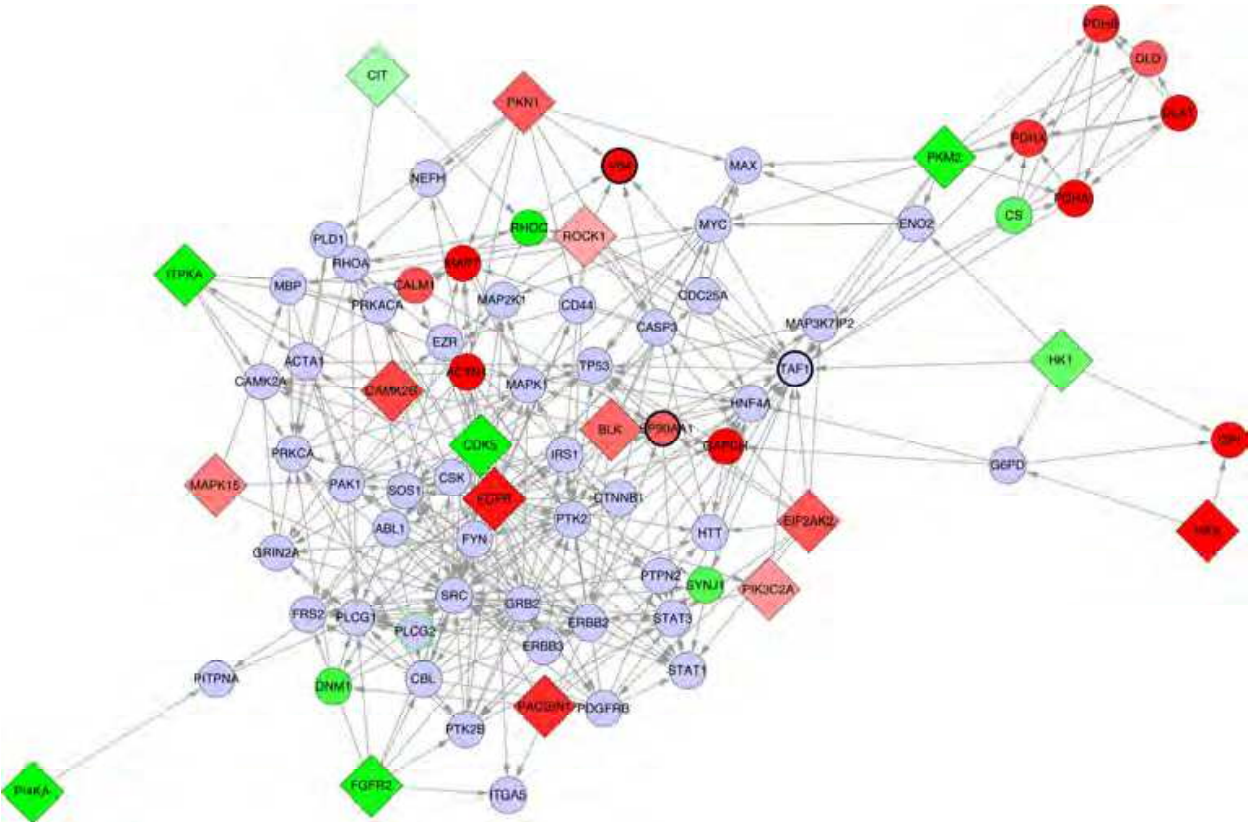 PDHB
DLD
CIT
PKN1
DLAT
PDHX
PKM2
MAX
NEFH
CS
MYC
ENO2
RHOC
ROCK1
PLD1
RHOA
ITPKA
MBP
CALM1
PRKACA
MAP2K1
CD44
CDC25A
CASP3
MAP3K7IP2
EZR
HK1
ACTA1
TP53
TAF1
CAMK2A
CAMK2B
ACTN1
MAPK1
HNF4A
BLK
HSP90AA1
CDK5
GAPDH
GPI
PRKCA
IRS1
G6PD
MAPK15
PAK1
SOS1
CSK
EGFR
CTNNB1
ABL1
PTK2
EIF2AK2
FYN
HTT
GRIN2A
PTPN2
SYNJ1
PIK3C2A
SRC
GRB2
FRS2
PLCG1
ERBB2
STAT3
PLCG2
ERBB3
STAT1
PITPNA
DNM1
CBL
PACSIN1
PDGFRB
PTK2B
PI4KA
FGFR2
ITGA5